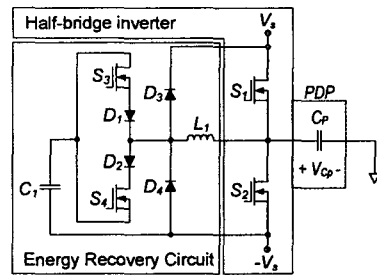 Half-bridge inverter
Vs
S3
D3
S1
PDP
D1
L1
CP
D2
C1
S4
D4
S2
+ VCp -
-Vs
Energy Recovery Circuit